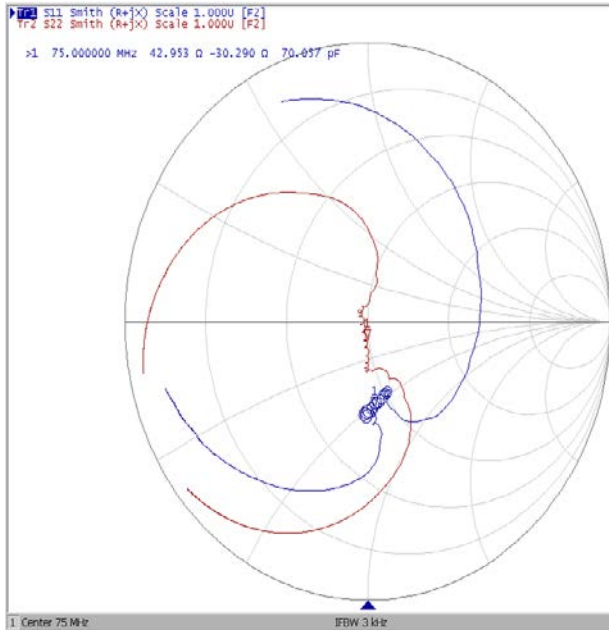 Tr1 S11 Smith (R+jX) Scale 1.000U [F2]
Tr2 S22 Smith (R+jX) Scale 1.000U [F2]
>1 75.000000 MHz 42.953 Ω -30.290 Ω 70.057 pF
1
1 Center 75 MHz IFBW 3 kHz